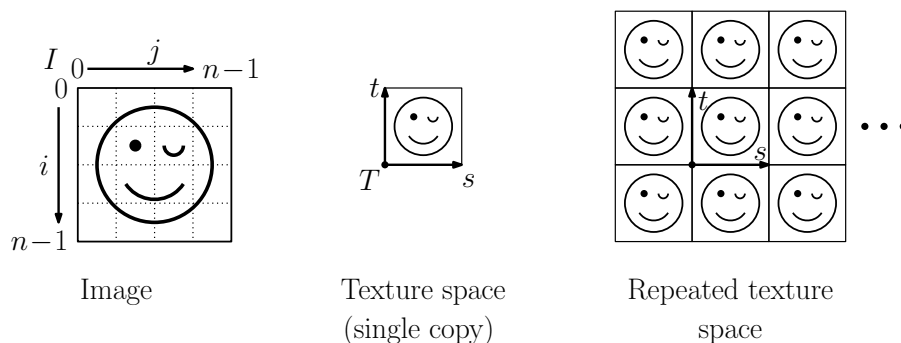 I 0 j n−1
0
i
n−1
t
T s
t
s
...
Image
Texture space
(single copy)
Repeated texture
space